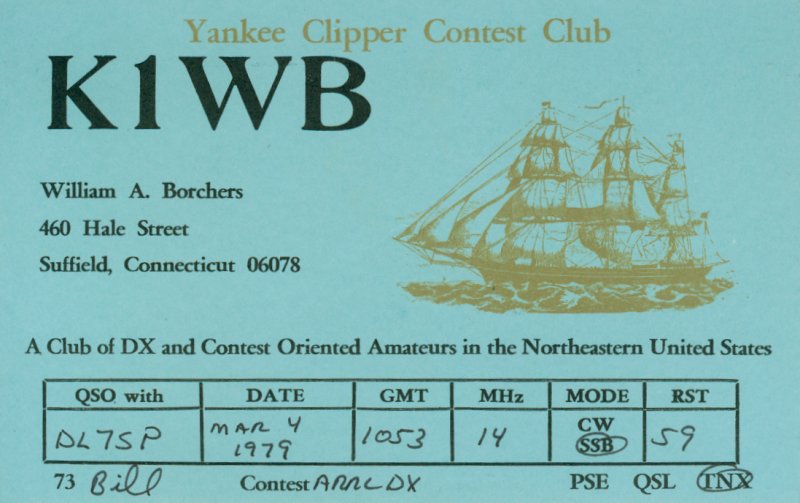 Yankee Clipper Contest Club
K1WB
William A. Borchers
460 Hale Street
Suffield, Connecticut 06078
A Club of DX and Contest Oriented Amateurs in the Northeastern United States
QSO with DATE GMT MHz MODE RST
DL7SP MAR 4 1979 1053 14 CW SSB 59
73 Bill Contest ARRL DX PSE QSL TNX